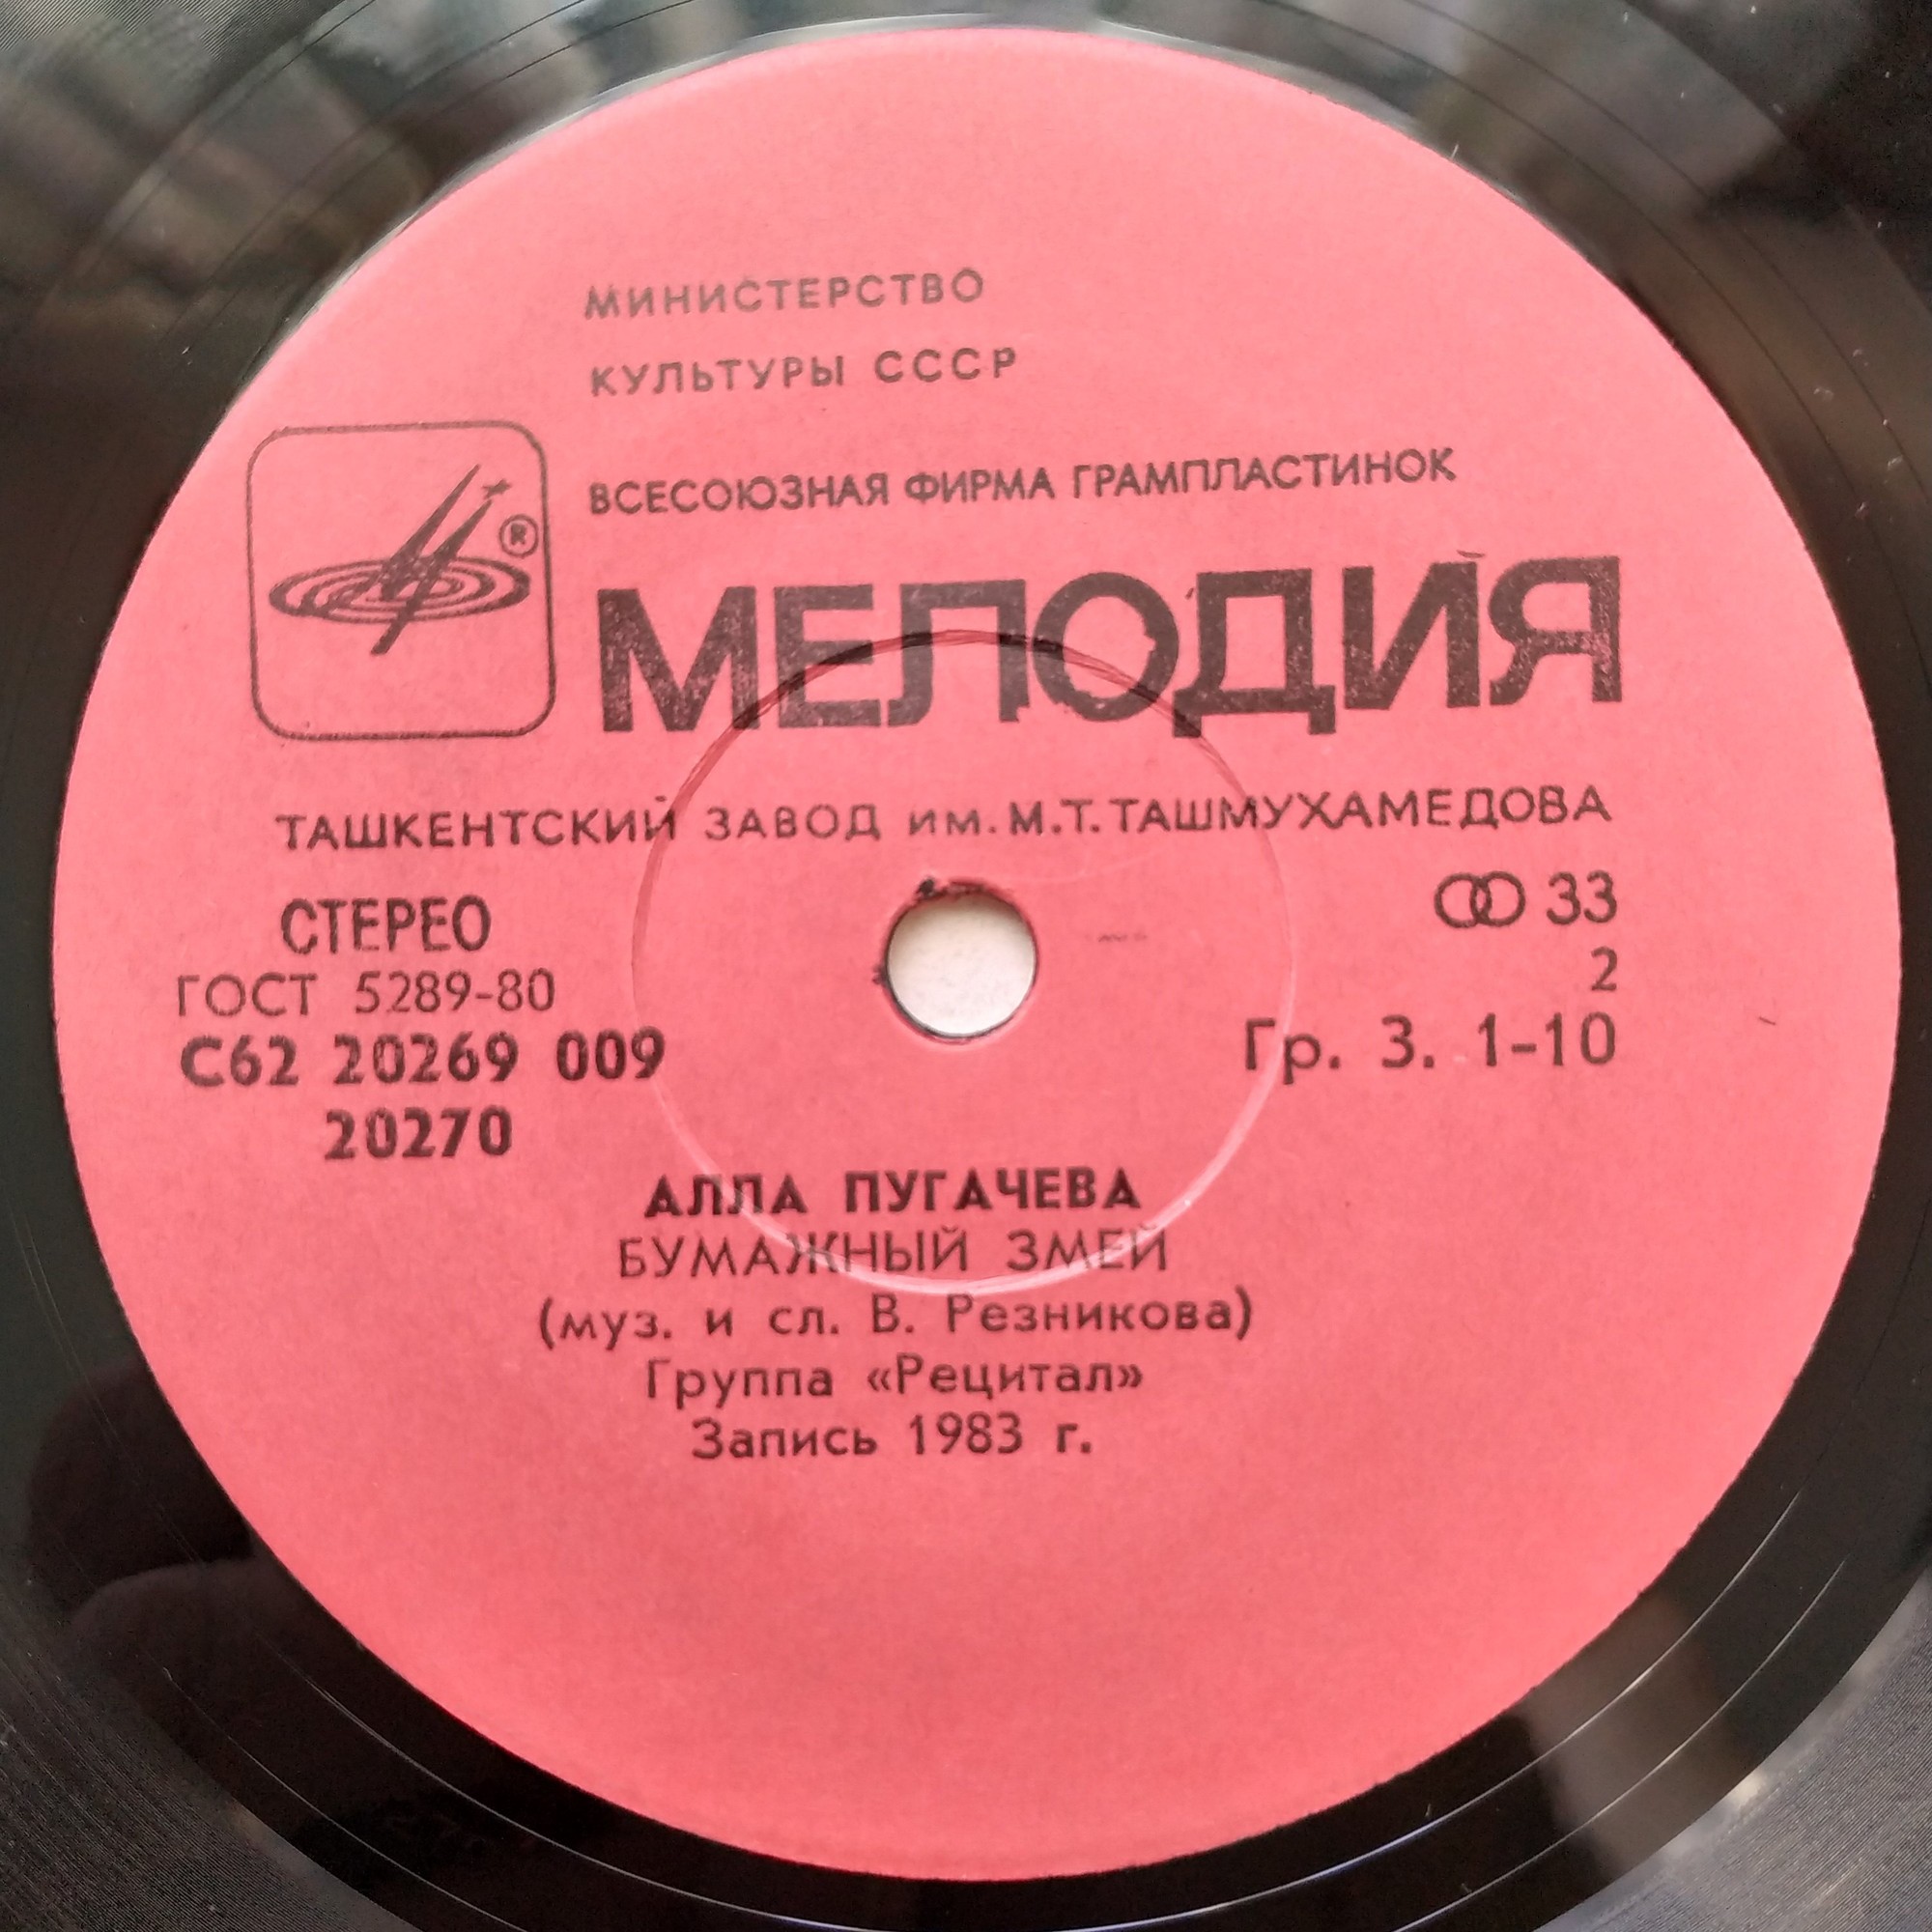 МИНИСТЕРСТВО
КУЛЬТУРЫ СССР
ВСЕСОЮЗНАЯ ФИРМА ГРАМПЛАСТИНОК
®
МЕЛОДИЯ
ТАШКЕНТСКИЙ ЗАВОД им. М.Т. ТАШМУХАМЕДОВА
СТЕРЕО
33
ГОСТ 5289-80
2
С62 20269 009
Гр. 3. 1-10
20270
АЛЛА ПУГАЧЕВА
БУМАЖНЫЙ ЗМЕЙ
(муз. и сл. В. Резникова)
Группа «Рецитал»
Запись 1983 г.